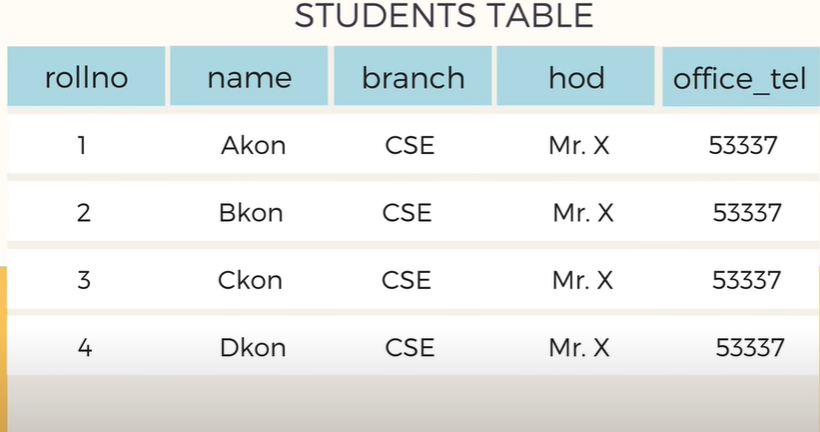 STUDENTS TABLE
rollno name branch hod office_tel
1 Akon CSE Mr. X 53337
2 Bkon CSE Mr. X 53337
3 Ckon CSE Mr. X 53337
4 Dkon CSE Mr. X 53337